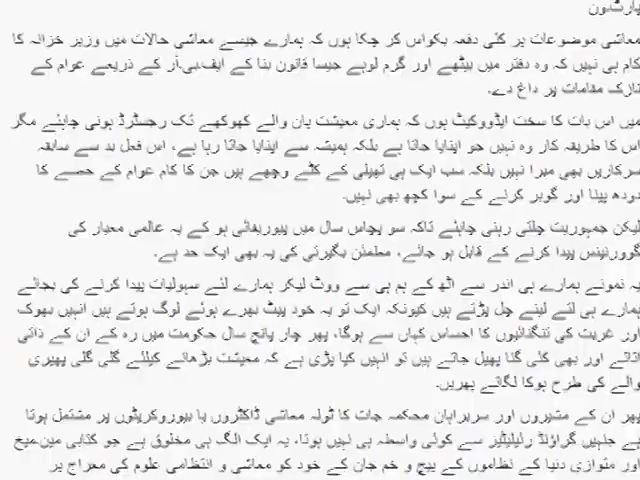 پارٹ-ون
معاشی موضوعات پر کئی دفعہ بکواس کر چکا ہوں کہ ہمارے جیسے معاشی حالات میں وزیر خزانہ کا
کام ہی نہیں کہ وہ دفتر میں بیٹھے اور گرم لوہے جیسا قانون بنا کے ایف.بی.آر کے ذریعے عوام کے
نازک مقامات پر داغ دے۔
میں اس بات کا سخت ایڈووکیٹ ہوں کہ ہماری معیشت پان والے کھوکھے تک رجسٹرڈ ہونی چاہئے مگر
اس کا طریقہ کار وہ نہیں جو اپنایا جاتا ہے بلکہ ہمیشہ سے اپنایا جاتا رہا ہے، اس فعل بد سے سابقہ
سرکاریں بھی میرا نہیں بلکہ سب ایک ہی تھیلی کے کٹے وچھے ہیں جن کا کام عوام کے حصے کا
دودھ پینا اور گوبر کرنے کے سوا کچھ بھی نہیں۔
لیکن جمہوریت چلتی رہنی چاہئے تاکہ سو پچاس سال میں پیوریفائی ہو کے یہ عالمی معیار کی
گوورنینس پیدا کرنے کے قابل ہو جائے، مطمئن بگیرتی کی یہ بھی ایک حد ہے۔
یہ نمونے ہمارے ہی اندر سے اٹھ کے ہم ہی سے ووٹ لیکر ہمارے لئے سہولیات پیدا کرنے کی بجائے
ہمارے ہی لتے لینے چل پڑتے ہیں کیونکہ ایک تو یہ خود پیٹ بھرے ہوئے لوگ ہوتے ہیں انہیں بھوک
اور غربت کی تنگنائیوں کا احساس کہاں سے ہوگا، پھر چار پانچ سال حکومت میں رہ کے ان کے ذاتی
اثاثے اور بھی کئی گنا پھیل جاتے ہیں تو انہیں کیا پڑی ہے کہ معیشت بڑھانے کیلئے گلی گلی پھیری
والے کی طرح ہوکا لگاتے پھریں۔
پھر ان کے مشیروں اور سربراہان محکمہ جات کا ٹولہ معاشی ڈاکٹروں یا بیوروکریٹوں پر مشتمل ہوتا
ہے جنہیں گراؤنڈ رئیلیٹیز سے کوئی واسطہ ہی نہیں ہوتا، یہ ایک الگ ہی مخلوق ہے جو کتابی مین.میخ
اور متوازی دنیا کے نظاموں کے پیچ و خم جان کے خود کو معاشی و انتظامی علوم کی معراج پر